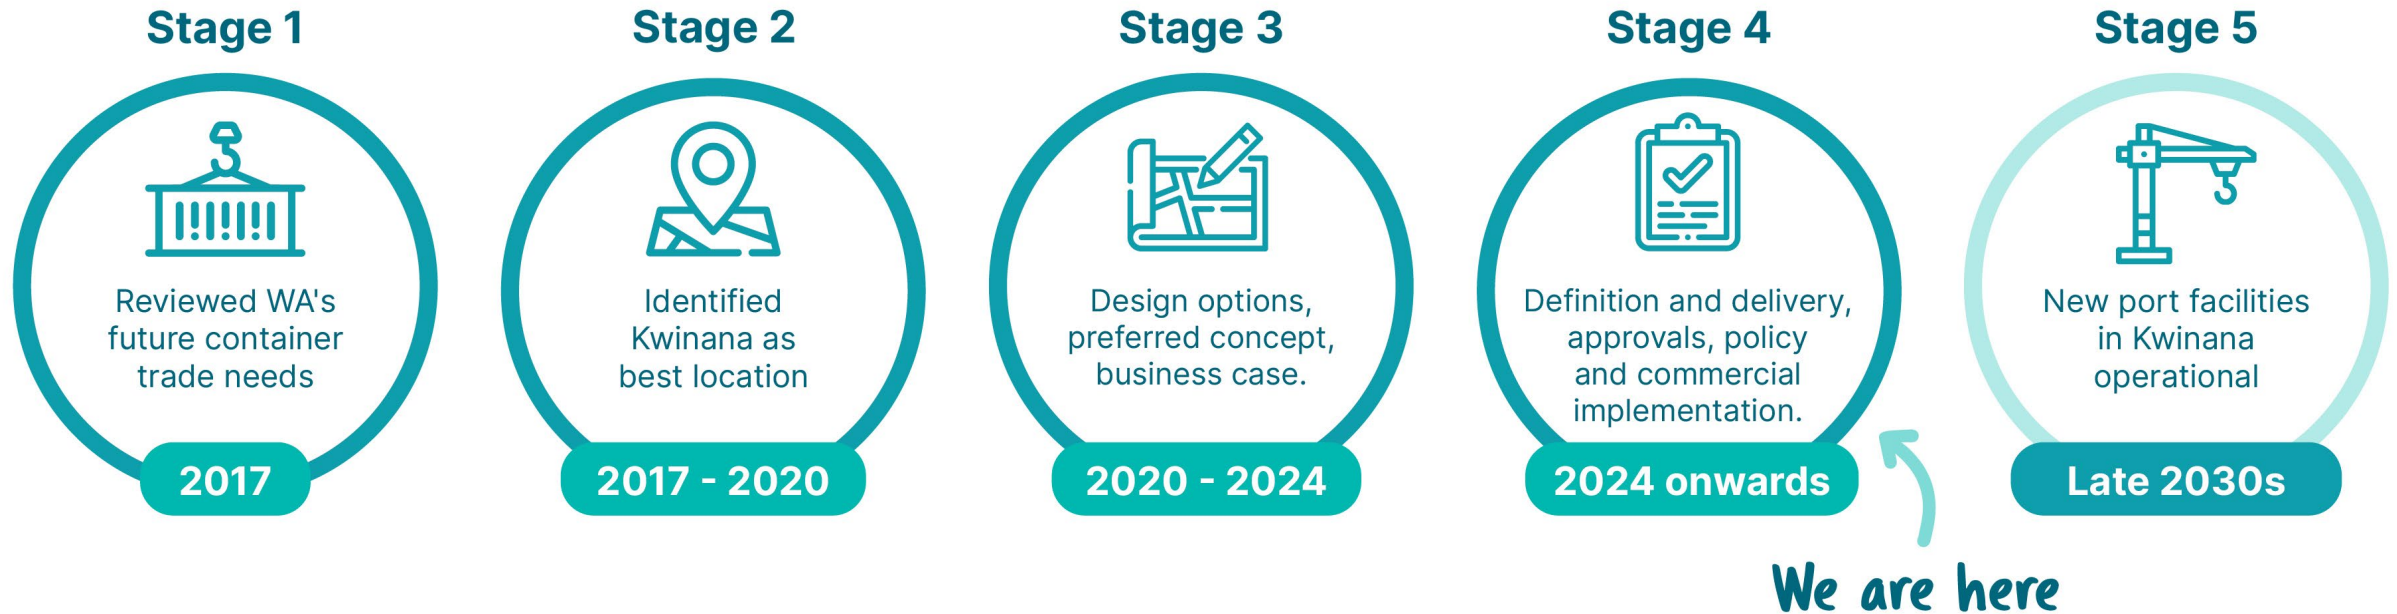 Stage 1
Reviewed WA's
future container
trade needs
2017
Stage 2
Identified
Kwinana as
best location
2017 - 2020
Stage 3
Design options,
preferred concept,
business case.
2020 - 2024
Stage 4
Definition and delivery,
approvals, policy
and commercial
implementation.
2024 onwards
We are here
Stage 5
New port facilities
in Kwinana
operational
Late 2030s